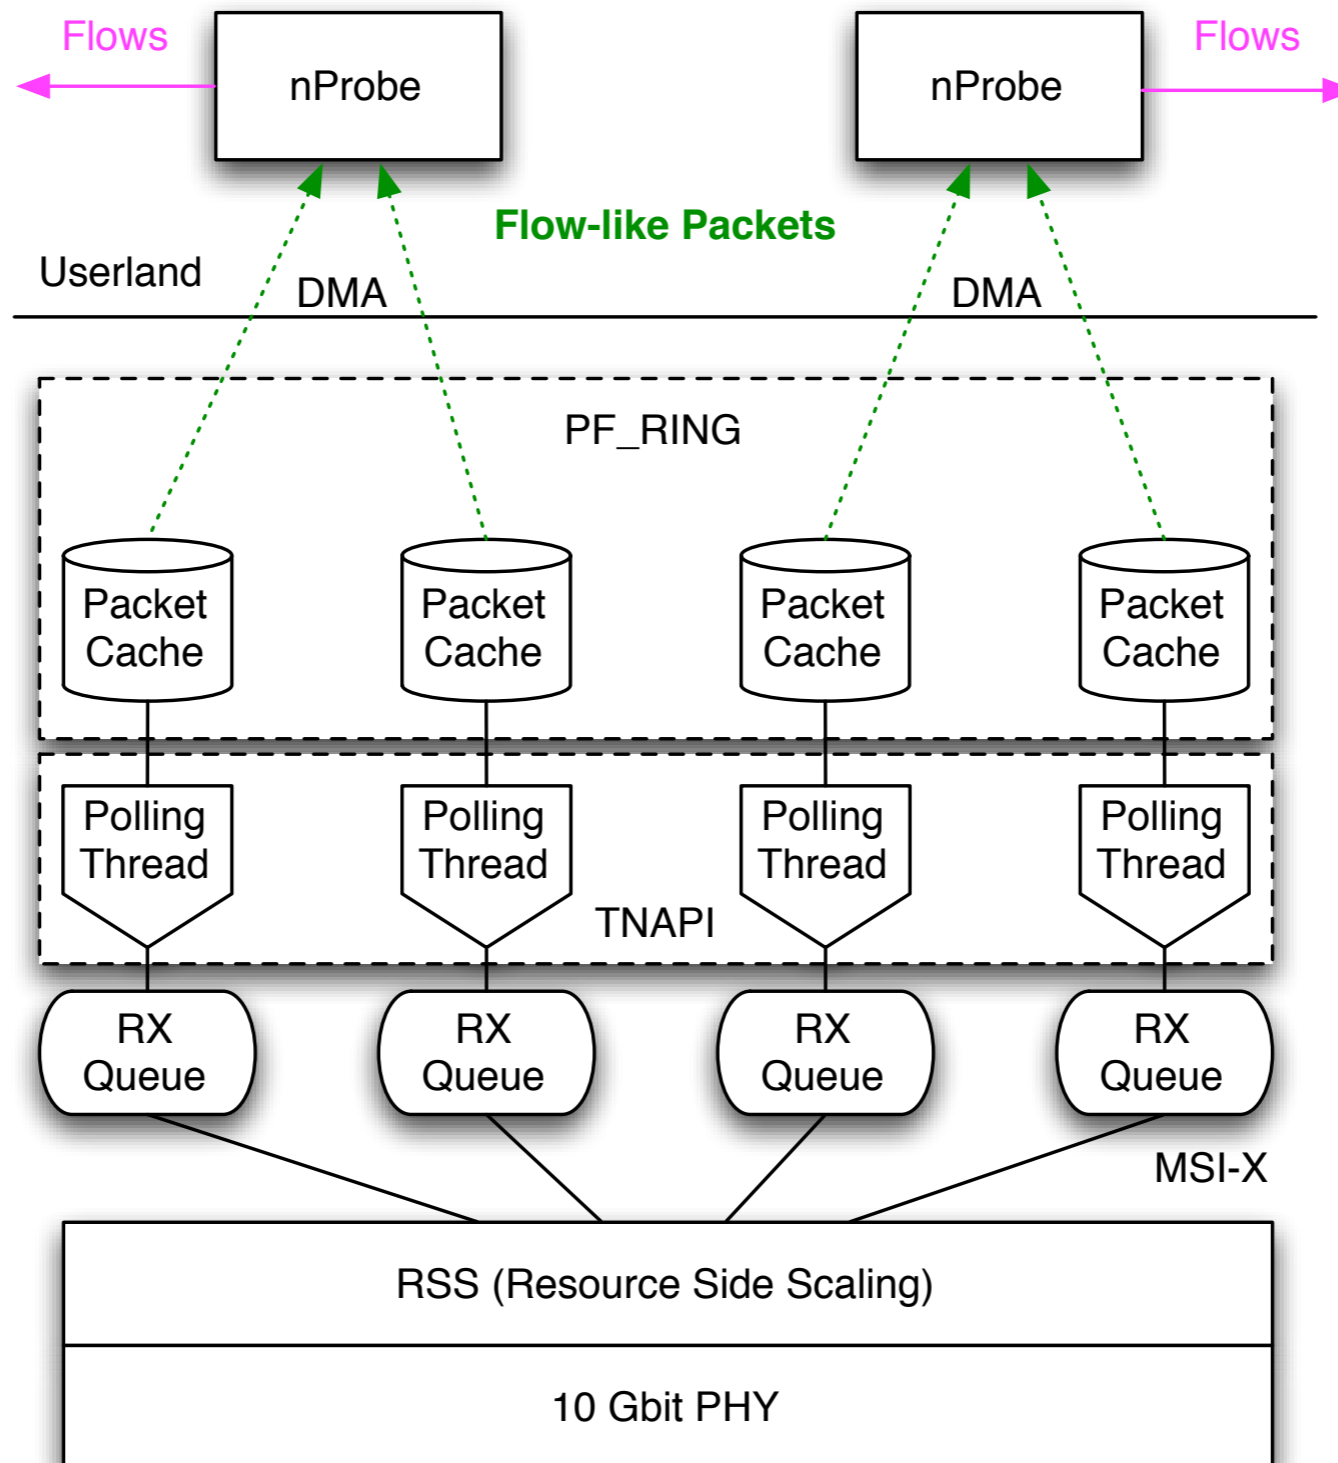 Flows
nProbe
nProbe
Flows
Flow-like Packets
Userland
DMA
DMA
PF_RING
Packet
Cache
Packet
Cache
Packet
Cache
Packet
Cache
Polling
Thread
Polling
Thread
Polling
Thread
Polling
Thread
TNAPI
RX
Queue
RX
Queue
RX
Queue
RX
Queue
MSI-X
RSS (Resource Side Scaling)
10 Gbit PHY